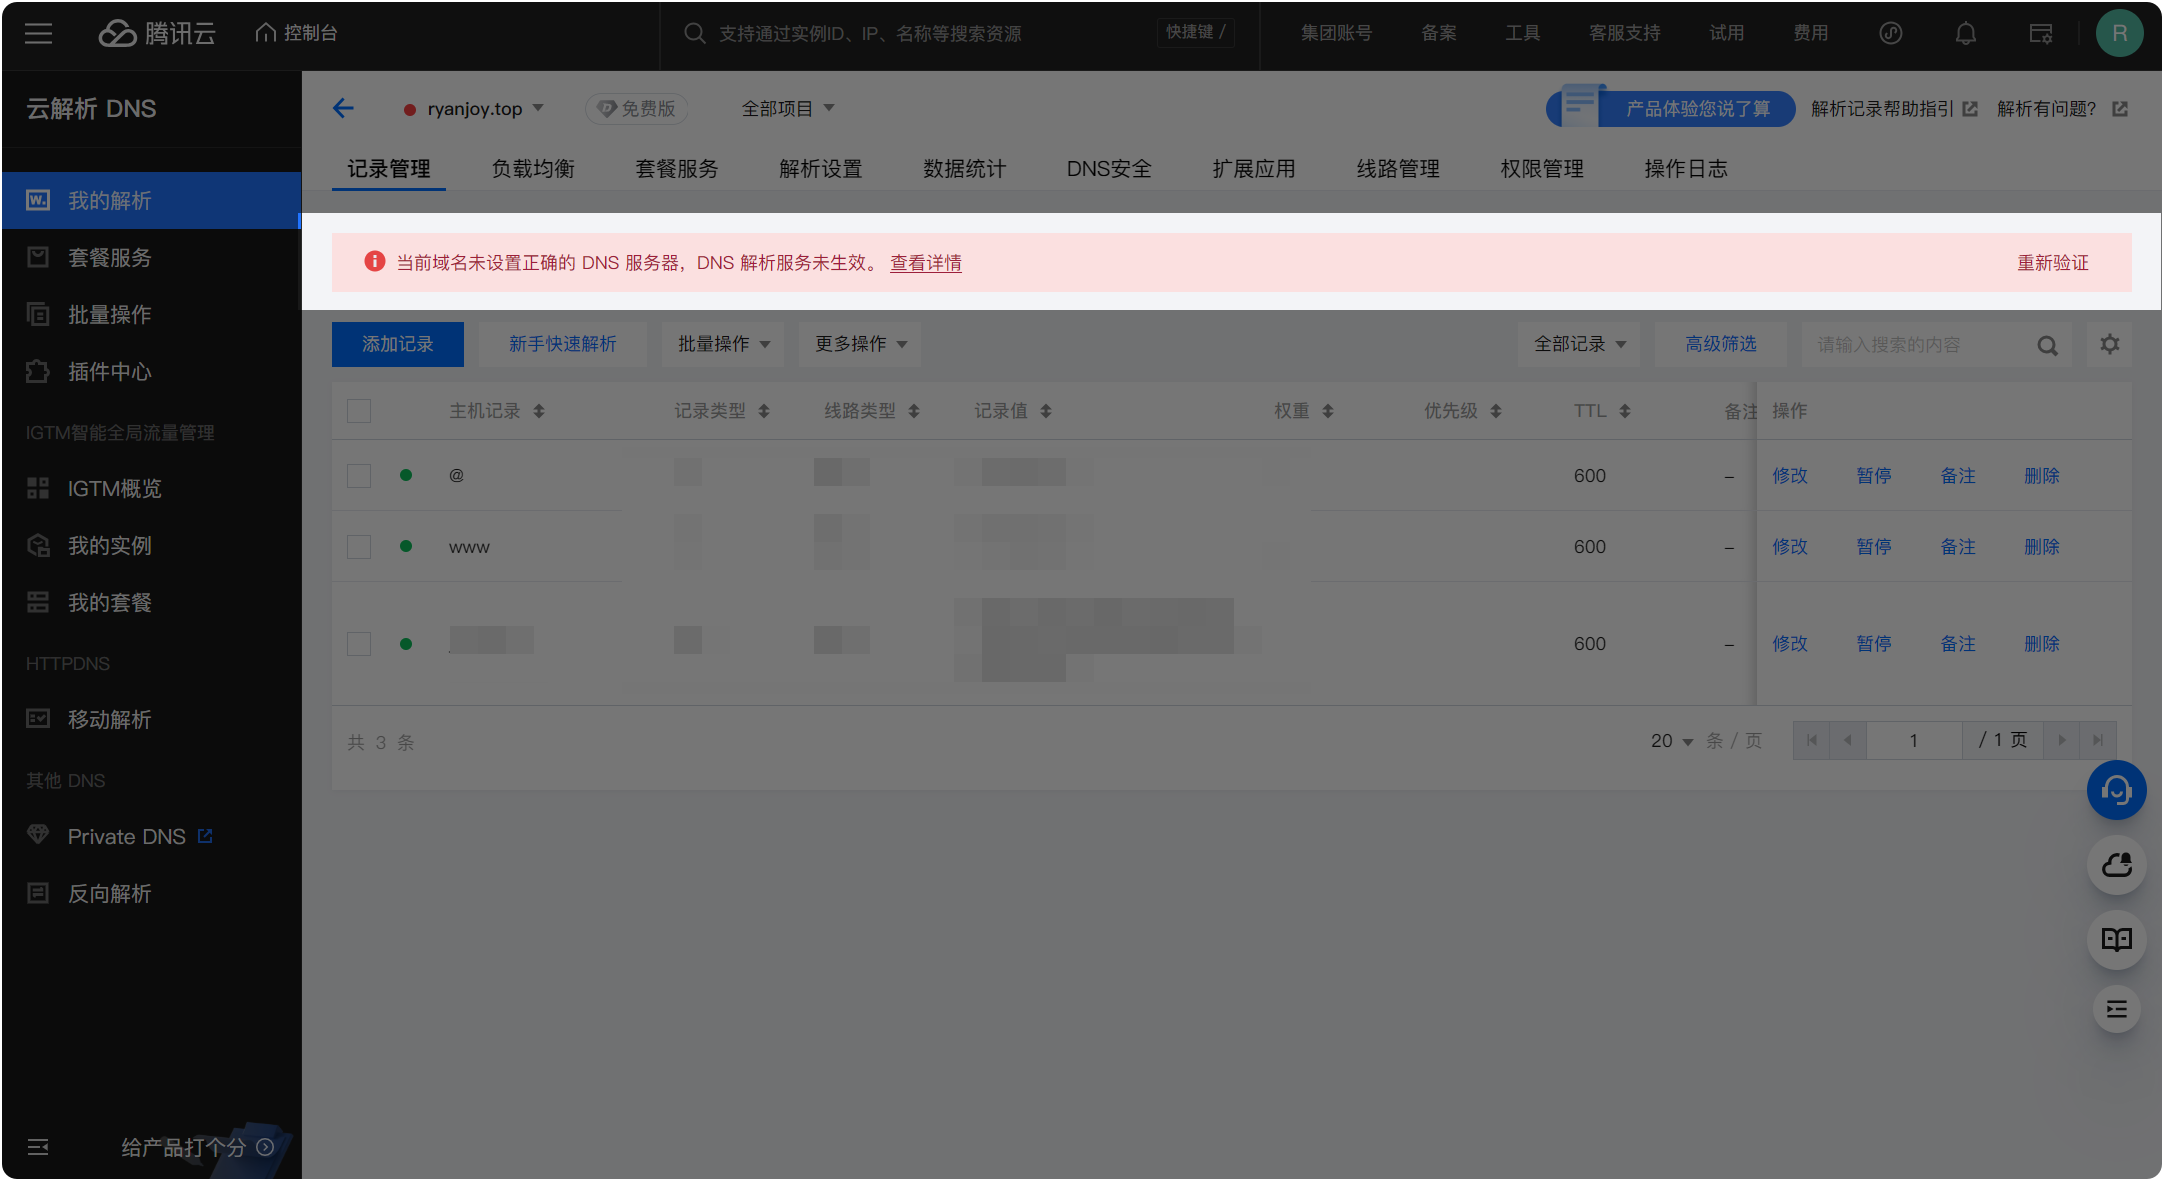 腾讯云 控制台 支持通过实例ID、IP、名称等搜索资源 快捷键 / 集团账号 备案 工具 客服支持 试用 费用 R
云解析 DNS
我的解析
套餐服务
批量操作
插件中心
IGTM智能全局流量管理
IGTM概览
我的实例
我的套餐
HTTPDNS
移动解析
其他 DNS
Private DNS
反向解析
给产品打个分
ryanjoy.top 免费版 全部项目 产品体验您说了算 解析记录帮助指引 解析有问题?
记录管理 负载均衡 套餐服务 解析设置 数据统计 DNS安全 扩展应用 线路管理 权限管理 操作日志
当前域名未设置正确的 DNS 服务器，DNS 解析服务未生效。 查看详情 重新验证
添加记录 新手快速解析 批量操作 更多操作 全部记录 高级筛选 请输入搜索的内容
主机记录 记录类型 线路类型 记录值 权重 优先级 TTL 备注 操作
@ 600 – 修改 暂停 备注 删除
www 600 – 修改 暂停 备注 删除
600 – 修改 暂停 备注 删除
共 3 条 20 条 / 页 1 / 1 页